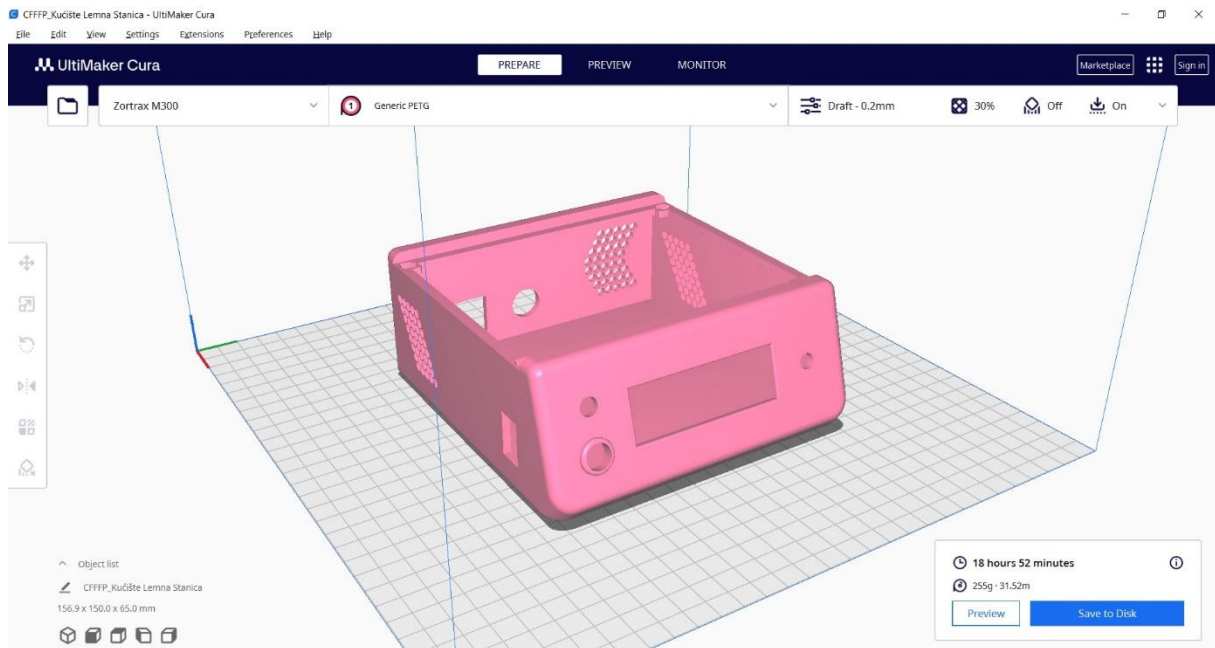 CFFFP_Kućište Lemna Stanica - UltiMaker Cura
File Edit View Settings Extensions Preferences Help
UltiMaker Cura PREPARE PREVIEW MONITOR Marketplace Sign in
Zortrax M300 1 Generic PETG Draft - 0.2mm 30% Off On
Object list
CFFFP_Kućište Lemna Stanica
156.9 x 150.0 x 65.0 mm
18 hours 52 minutes
255g · 31.52m
Preview Save to Disk